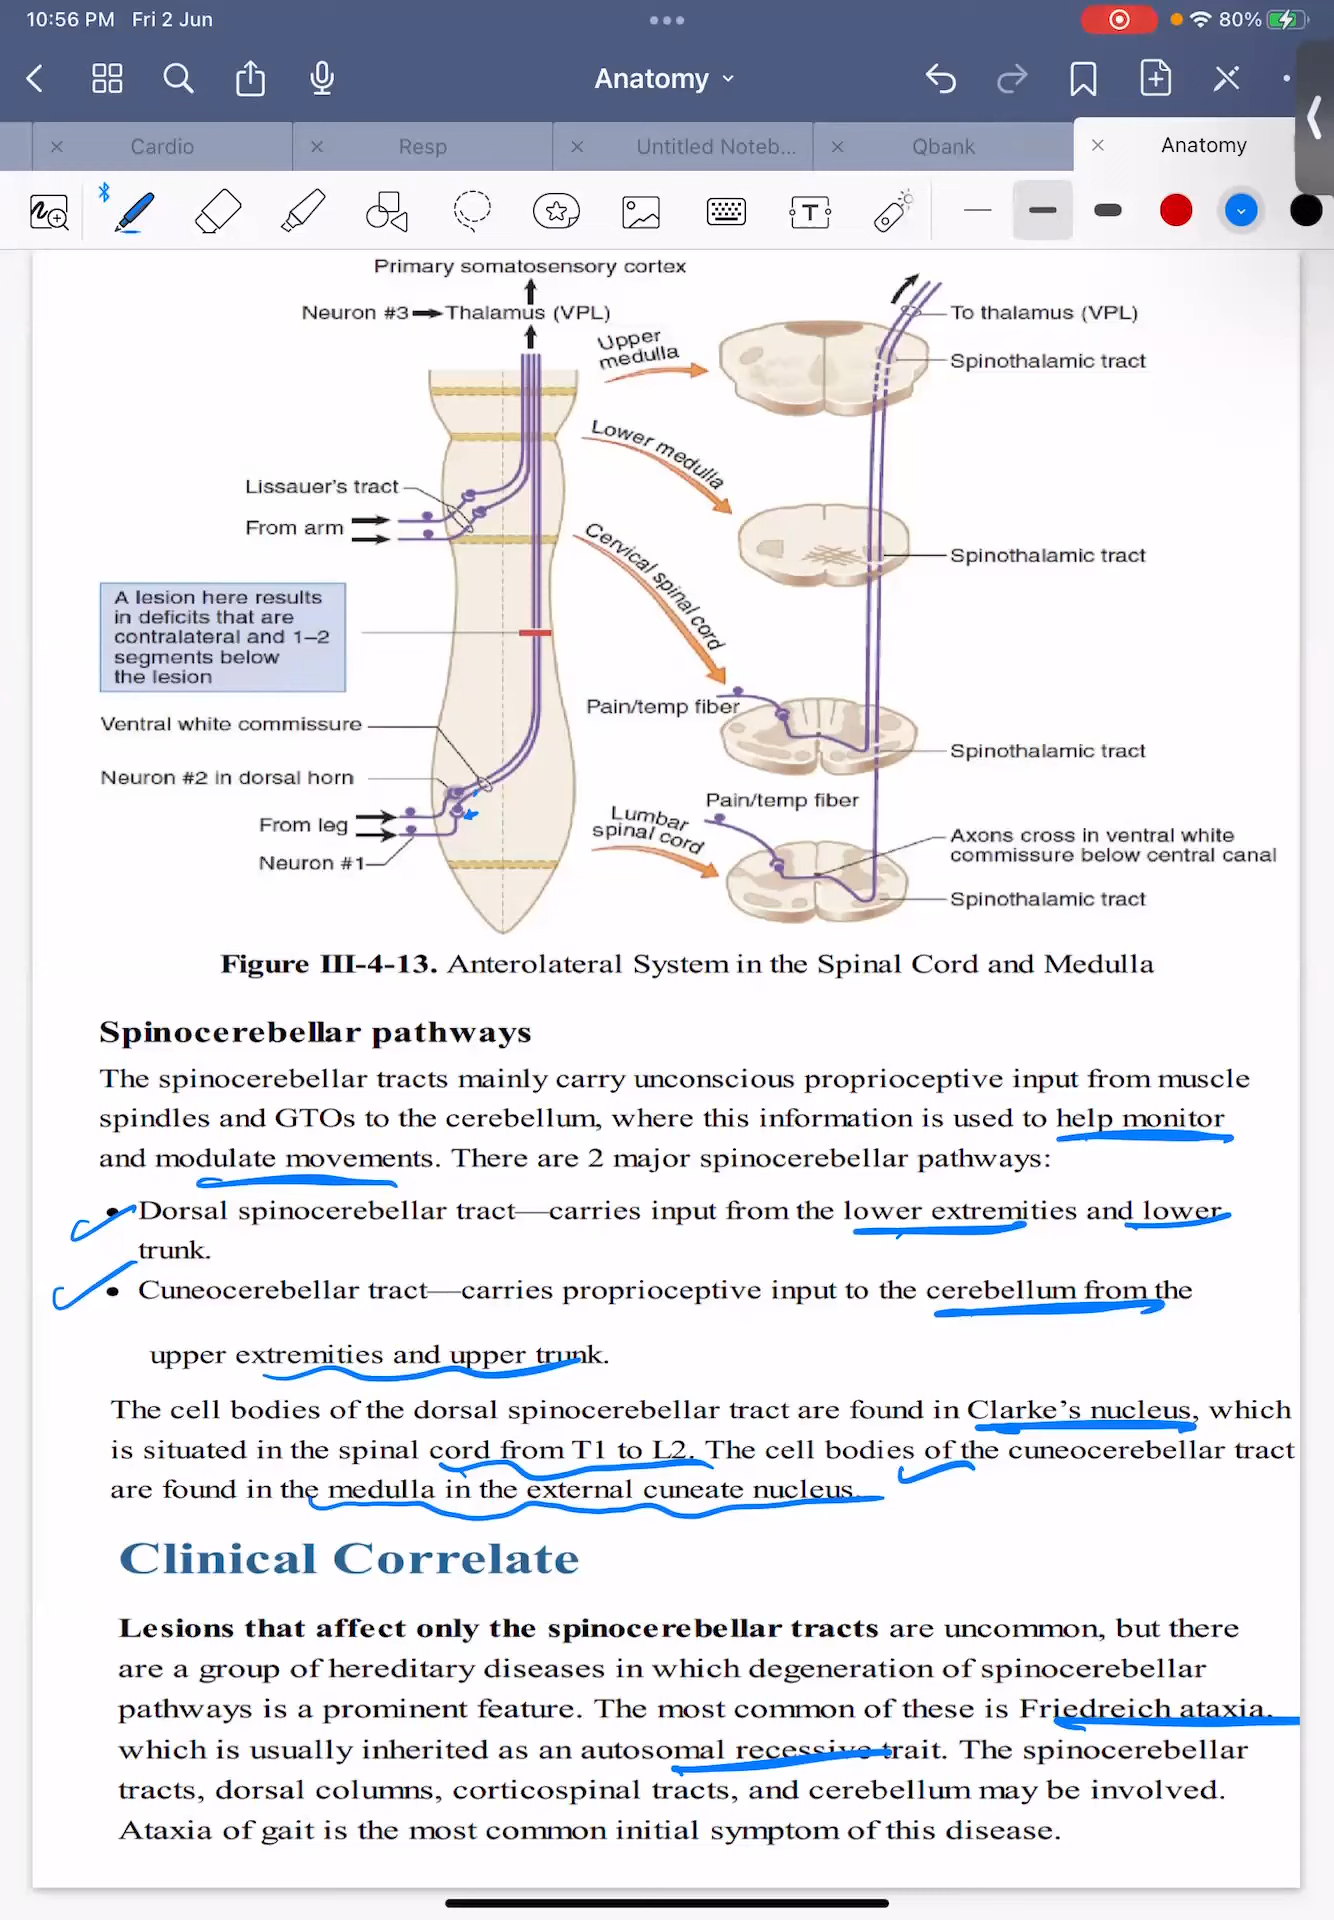 10:56 PM Fri 2 Jun
80%
Anatomy
Cardio
Resp
Untitled Noteb...
Qbank
Anatomy
Primary somatosensory cortex
Neuron #3
Thalamus (VPL)
Upper
medulla
To thalamus (VPL)
Spinothalamic tract
Lower medulla
Lissauer's tract
From arm
Cervical spinal cord
Spinothalamic tract
A lesion here results
in deficits that are
contralateral and 1–2
segments below
the lesion
Pain/temp fiber
Ventral white commissure
Spinothalamic tract
Neuron #2 in dorsal horn
Pain/temp fiber
From leg
Lumbar
spinal cord
Axons cross in ventral white
commissure below central canal
Neuron #1
Spinothalamic tract
Figure III-4-13. Anterolateral System in the Spinal Cord and Medulla
Spinocerebellar pathways
The spinocerebellar tracts mainly carry unconscious proprioceptive input from muscle
spindles and GTOs to the cerebellum, where this information is used to help monitor
and modulate movements. There are 2 major spinocerebellar pathways:
• Dorsal spinocerebellar tract—carries input from the lower extremities and lower
trunk.
• Cuneocerebellar tract—carries proprioceptive input to the cerebellum from the
upper extremities and upper trunk.
The cell bodies of the dorsal spinocerebellar tract are found in Clarke's nucleus, which
is situated in the spinal cord from T1 to L2. The cell bodies of the cuneocerebellar tract
are found in the medulla in the external cuneate nucleus.
Clinical Correlate
Lesions that affect only the spinocerebellar tracts are uncommon, but there
are a group of hereditary diseases in which degeneration of spinocerebellar
pathways is a prominent feature. The most common of these is Friedreich ataxia,
which is usually inherited as an autosomal recessive trait. The spinocerebellar
tracts, dorsal columns, corticospinal tracts, and cerebellum may be involved.
Ataxia of gait is the most common initial symptom of this disease.